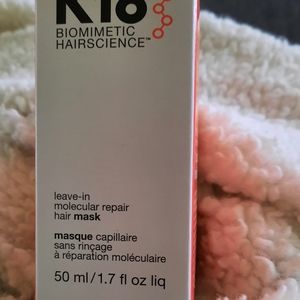 K18
BIOMIMETIC
HAIRSCIENCE™
leave-in
molecular repair
hair mask
masque capillaire
sans rinçage
à réparation moléculaire
50 ml/1.7 fl oz liq